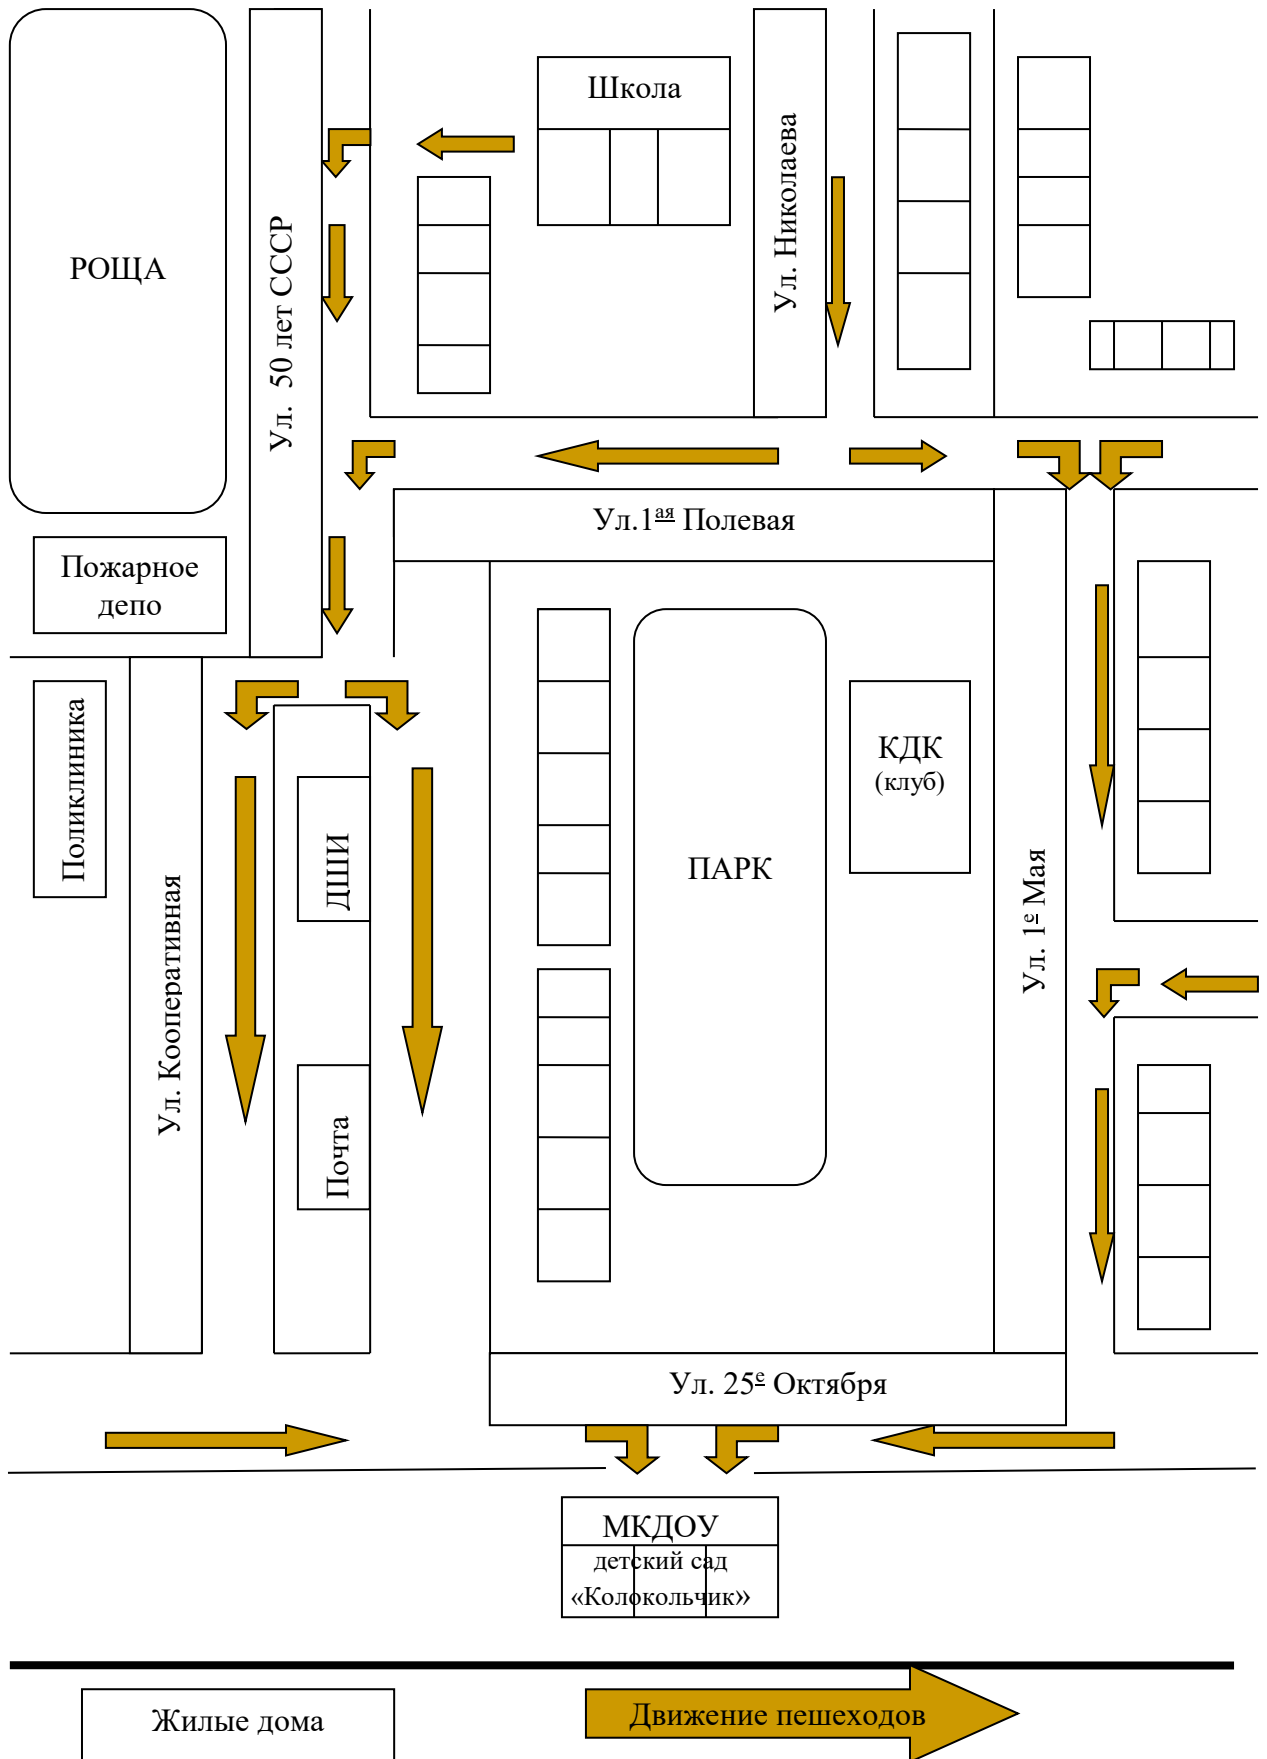 Школа
Ул. Николаева
РОЩА
Ул. 50 лет СССР
Ул.1ая Полевая
Пожарное
депо
Поликлиника
КДК
(клуб)
ДШИ
ПАРК
Ул. 1е Мая
Ул. Кооперативная
Почта
Ул. 25е Октября
МКДОУ
детский сад
«Колокольчик»
Жилые дома
Движение пешеходов